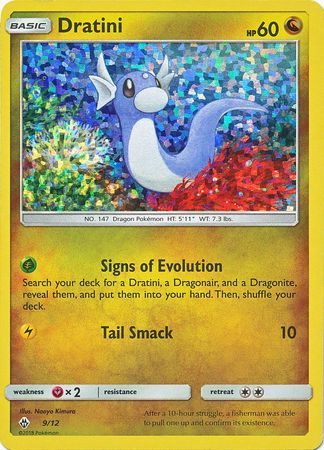 BASIC Dratini HP 60
NO. 147 Dragon Pokémon HT: 5'11" WT: 7.3 lbs.
Signs of Evolution
Search your deck for a Dratini, a Dragonair, and a Dragonite,
reveal them, and put them into your hand. Then, shuffle your
deck.
Tail Smack 10
weakness × 2 resistance retreat
Illus. Naoyo Kimura
9/12
©2018 Pokémon
After a 10-hour struggle, a fisherman was able
to pull one up and confirm its existence.